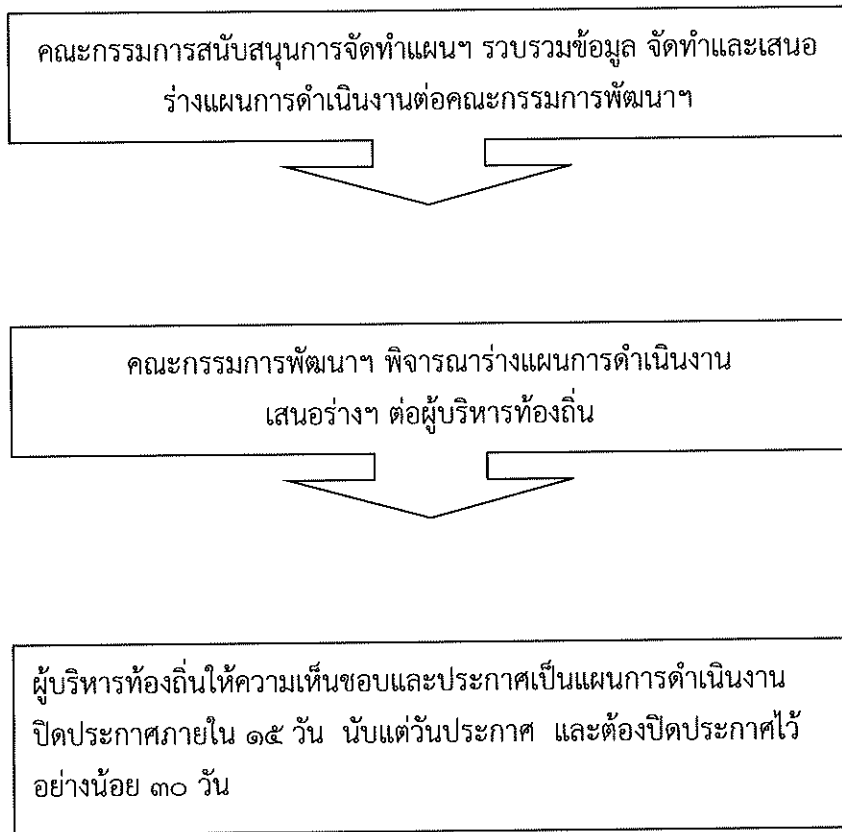 คณะกรรมการสนับสนุนการจัดทำแผนฯ รวบรวมข้อมูล จัดทำและเสนอ
ร่างแผนการดำเนินงานต่อคณะกรรมการพัฒนาฯ
คณะกรรมการพัฒนาฯ พิจารณาร่างแผนการดำเนินงาน
เสนอร่างฯ ต่อผู้บริหารท้องถิ่น
ผู้บริหารท้องถิ่นให้ความเห็นชอบและประกาศเป็นแผนการดำเนินงาน
ปิดประกาศภายใน ๑๕ วัน นับแต่วันประกาศ และต้องปิดประกาศไว้
อย่างน้อย ๓๐ วัน